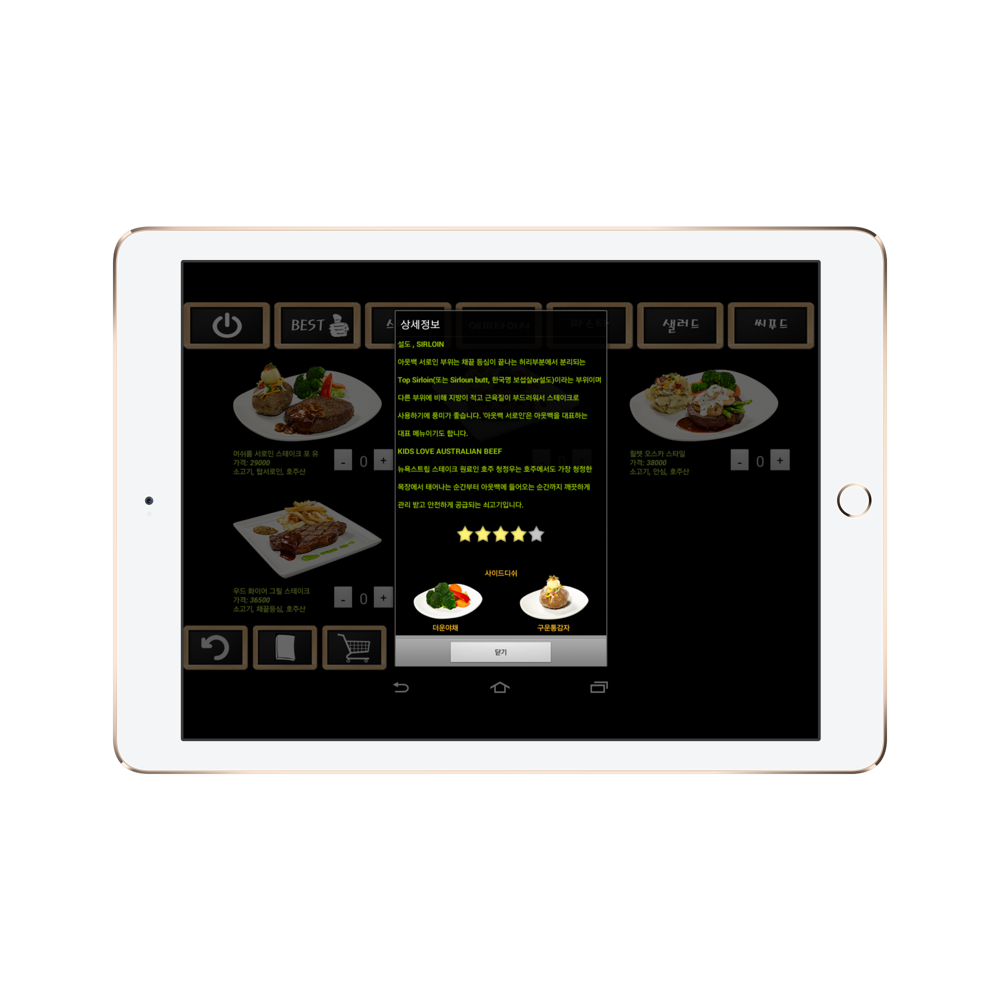 BEST
스
애피타이저
파스타
샐러드
씨푸드
상세정보
설도 , SIRLOIN
아웃백 서로인 부위는 채끝 등심이 끝나는 허리부분에서 분리되는
Top Sirloin(또는 Sirloun butt, 한국명 보섭살or설도)이라는 부위이며
다른 부위에 비해 지방이 적고 근육질이 부드러워서 스테이크로
사용하기에 풍미가 좋습니다. '아웃백 서로인'은 아웃백을 대표하는
대표 메뉴이기도 합니다.
KIDS LOVE AUSTRALIAN BEEF
뉴욕스트립 스테이크 원료인 호주 청정우는 호주에서도 가장 청정한
목장에서 태어나는 순간부터 아웃백에 들어오는 순간까지 깨끗하게
관리 받고 안전하게 공급되는 쇠고기입니다.
사이드디쉬
더운야채
구운통감자
닫기
머쉬룸 서로인 스테이크 포 유
가격: 29000
소고기, 탑서로인, 호주산
- 0 +
휠렛 오스카 스타일
가격: 38000
소고기, 안심, 호주산
- 0 +
우드 화이어 그릴 스테이크
가격: 36500
소고기, 채끝등심, 호주산
- 0 +